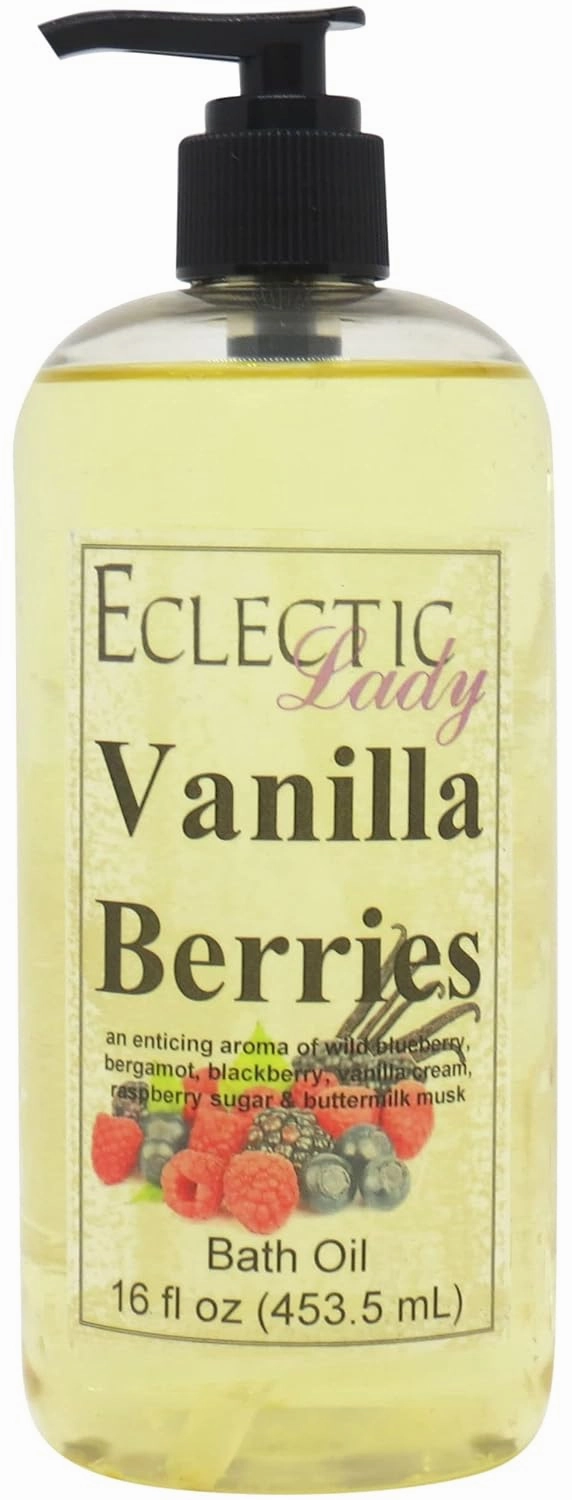 ECLECTIC
Lady
Vanilla
Berries
an enticing aroma of wild blueberry,
bergamot, blackberry, vanilla cream,
raspberry sugar & buttermilk musk
Bath Oil
16 fl oz (453.5 mL)